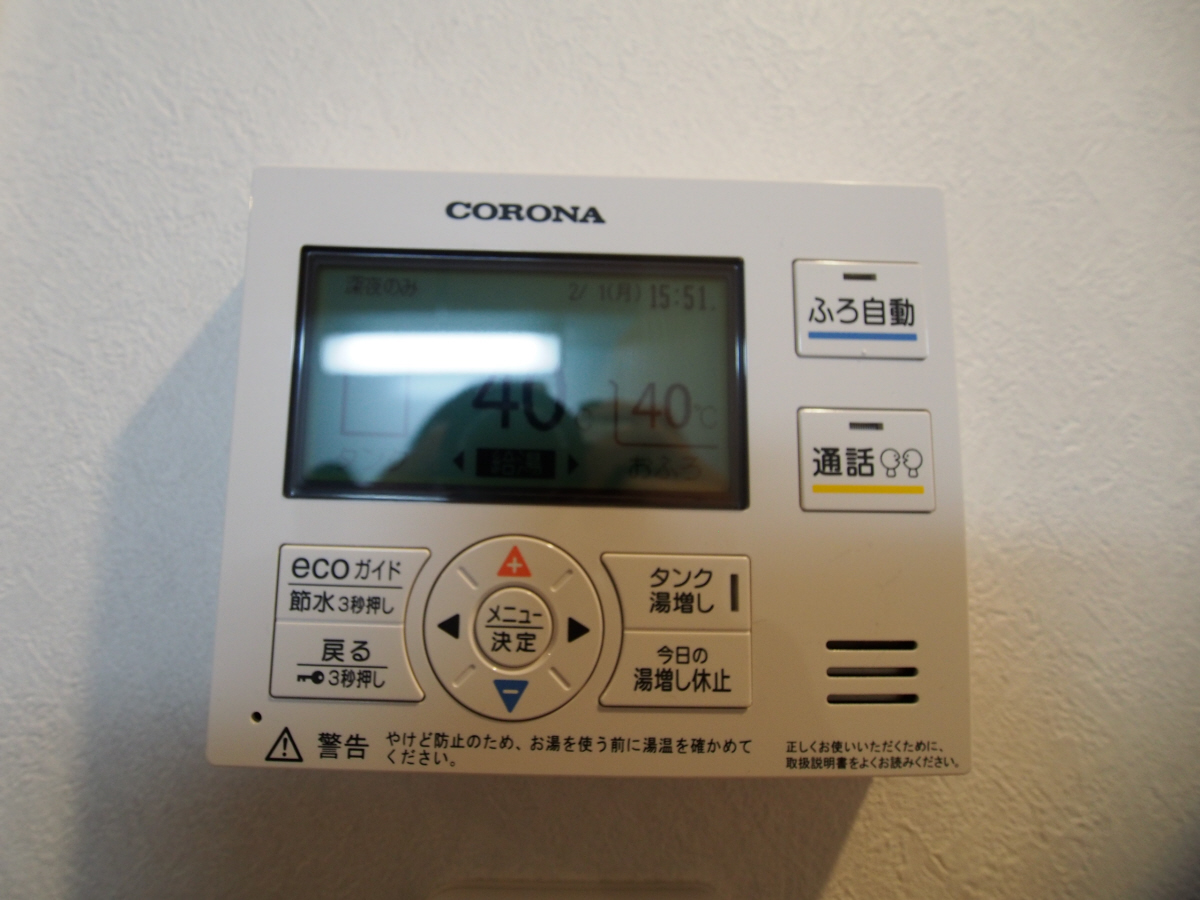 CORONA
深夜のみ
2/ 1(月) 15:51
40
40℃
給湯
おふろ
ふろ自動
通話
ecoガイド
節水3秒押し
戻る
3秒押し
メニュー
決定
タンク
湯増し
今日の
湯増し休止
警告
やけど防止のため、お湯を使う前に湯温を確かめて
ください。
正しくお使いいただくために、
取扱説明書をよくお読みください。